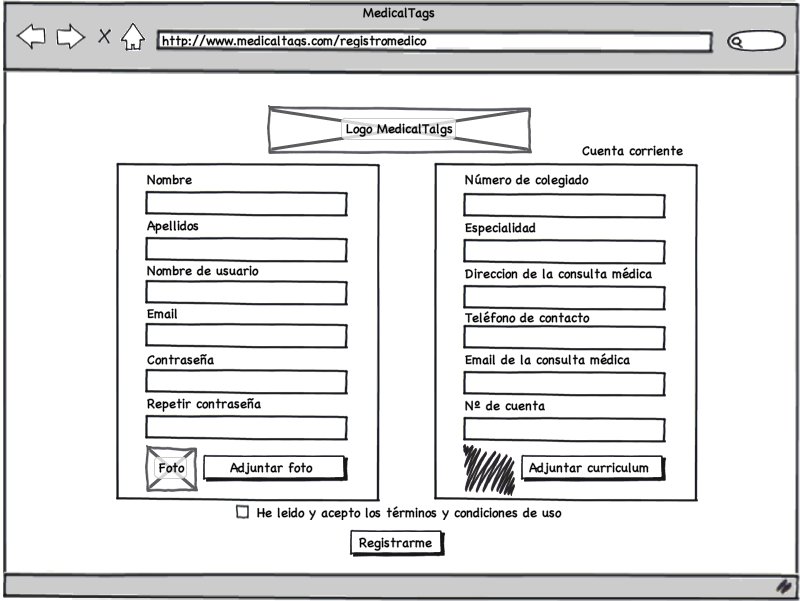 MedicalTags
http://www.medicaltags.com/registromedico
Logo MedicalTalgs
Cuenta corriente
Nombre
Apellidos
Nombre de usuario
Email
Contraseña
Repetir contraseña
Foto
Adjuntar foto
Número de colegiado
Especialidad
Direccion de la consulta médica
Teléfono de contacto
Email de la consulta médica
Nº de cuenta
Adjuntar curriculum
He leido y acepto los términos y condiciones de uso
Registrarme